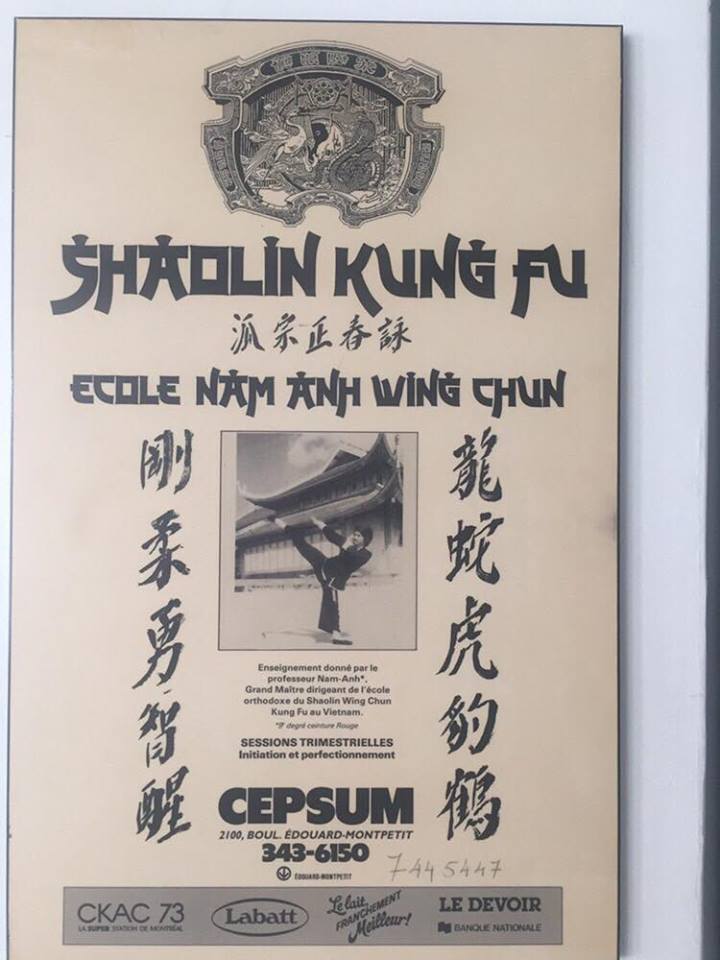 SHAOLIN KUNG FU
詠春正宗派
ECOLE NAM ANH WING CHUN
龍蛇虎豹鶴
剛柔勇智醒
Enseignement donné par le
professeur Nam-Anh*,
Grand Maître dirigeant de l'école
orthodoxe du Shaolin Wing Chun
Kung Fu au Vietnam.
*9e degré ceinture Rouge
SESSIONS TRIMESTRIELLES
Initiation et perfectionnement
CEPSUM
2100, BOUL. ÉDOUARD-MONTPETIT
343-6150
7445447
ÉDOUARD-MONTPETIT
CKAC 73
LA SUPER STATION DE MONTRÉAL
Labatt
Le lait,
FRANCHEMENT
Meilleur!
LE DEVOIR
BANQUE NATIONALE